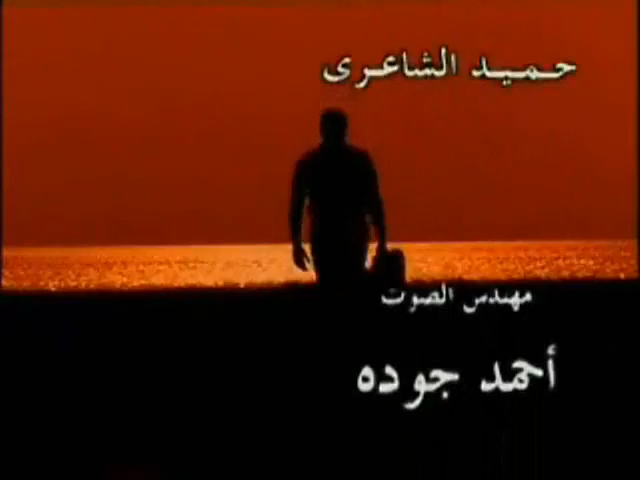 حميد الشاعرى
مهندس الصوت
أحمد جوده